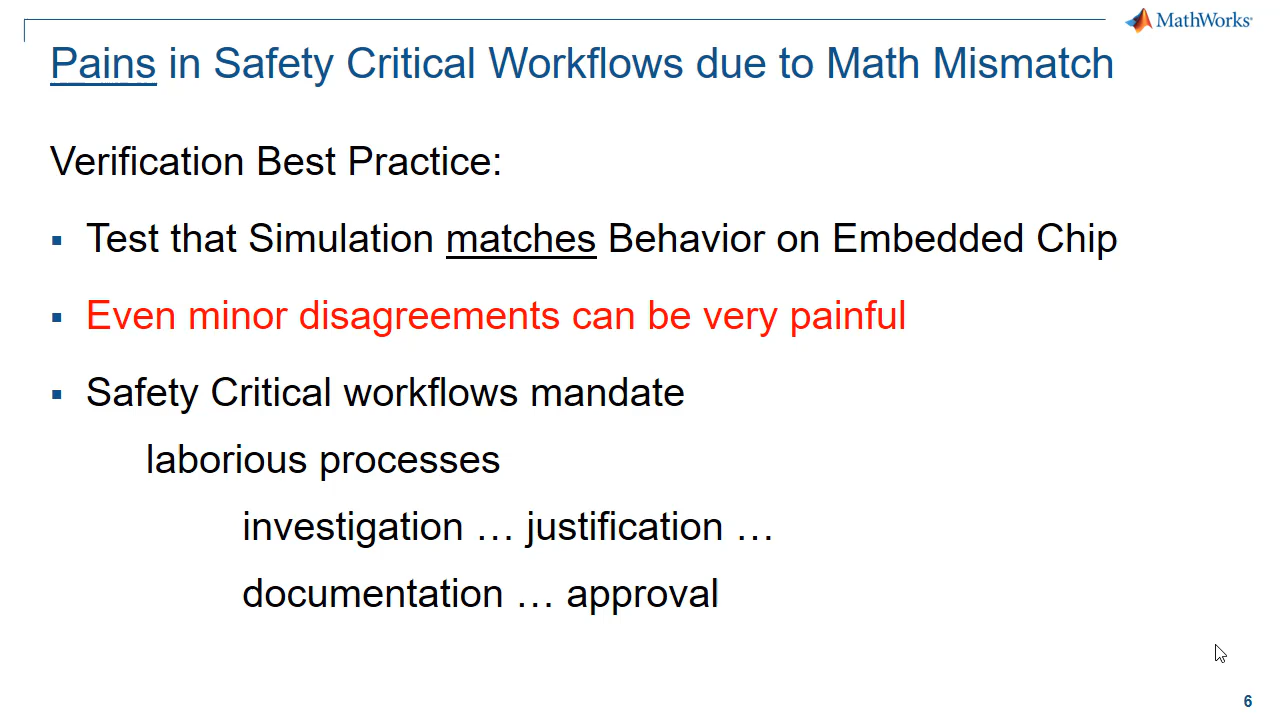 MathWorks®
Pains in Safety Critical Workflows due to Math Mismatch
Verification Best Practice:
▪ Test that Simulation matches Behavior on Embedded Chip
▪ Even minor disagreements can be very painful
▪ Safety Critical workflows mandate
laborious processes
investigation … justification …
documentation … approval
6